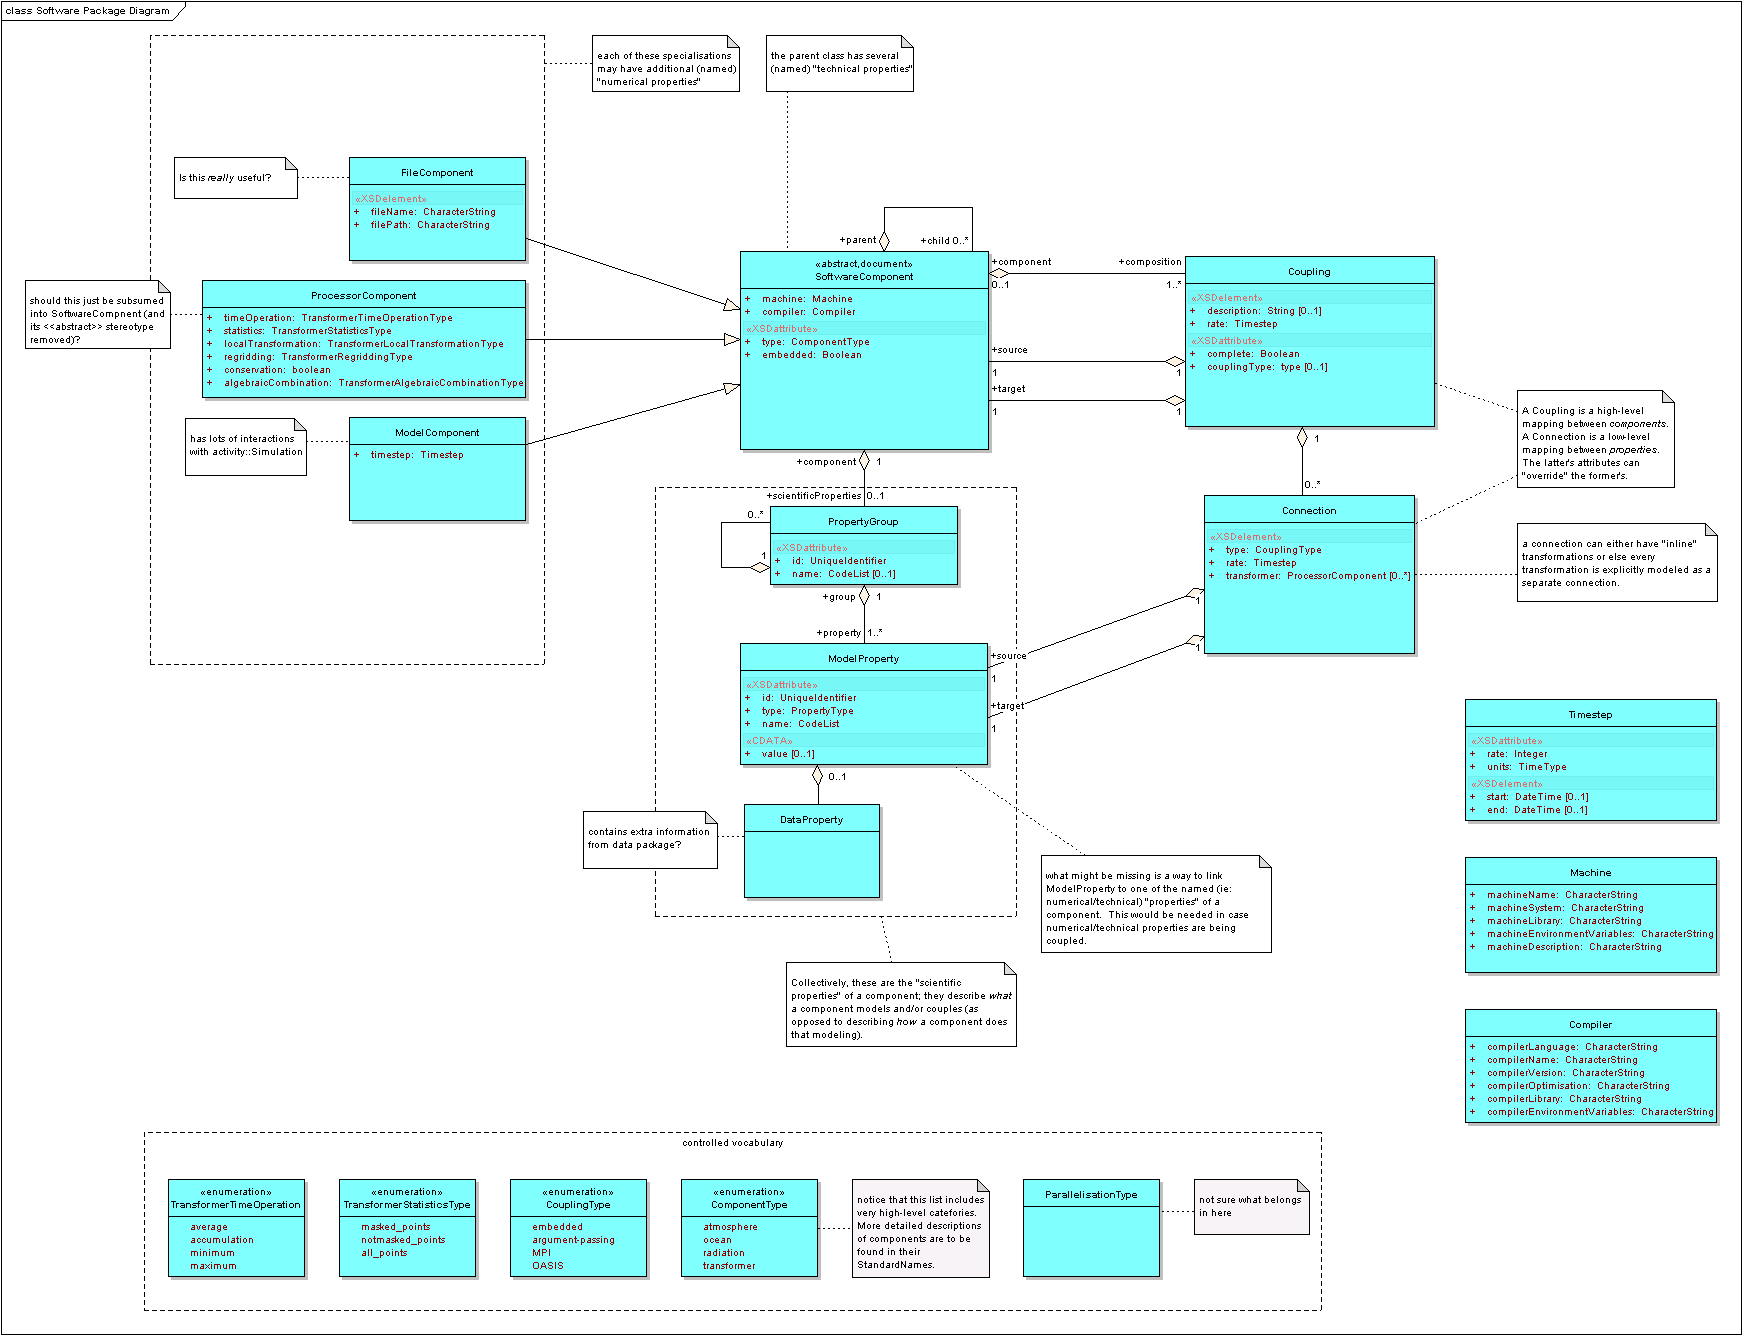 class Software Package Diagram
each of these specialisations
may have additional (named)
"numerical properties"
the parent class has several
(named) "technical properties"
Is this really useful?
FileComponent
«XSDelement»
+ fileName: CharacterString
+ filePath: CharacterString
should this just be subsumed
into SoftwareCompnent (and
its <<abstract>> stereotype
removed)?
ProcessorComponent
+ timeOperation: TransformerTimeOperationType
+ statistics: TransformerStatisticsType
+ localTransformation: TransformerLocalTransformationType
+ regridding: TransformerRegriddingType
+ conservation: boolean
+ algebraicCombination: TransformerAlgebraicCombinationType
has lots of interactions
with activity::Simulation
ModelComponent
+ timestep: Timestep
+parent
+child 0..*
«abstract,document»
SoftwareComponent
+ machine: Machine
+ compiler: Compiler
«XSDattribute»
+ type: ComponentType
+ embedded: Boolean
+component
0..1
+composition
1..*
+source
1
1
+target
1
1
Coupling
«XSDelement»
+ description: String [0..1]
+ rate: Timestep
«XSDattribute»
+ complete: Boolean
+ couplingType: type [0..1]
A Coupling is a high-level
mapping between components.
A Connection is a low-level
mapping between properties.
The latter's attributes can
"override" the former's.
1
0..*
Connection
«XSDelement»
+ type: CouplingType
+ rate: Timestep
+ transformer: ProcessorComponent [0..*]
a connection can either have "inline"
transformations or else every
transformation is explicitly modeled as a
separate connection.
+component 1
+scientificProperties 0..1
0..*
1
PropertyGroup
«XSDattribute»
+ id: UniqueIdentifier
+ name: CodeList [0..1]
+group 1
+property 1..*
ModelProperty
«XSDattribute»
+ id: UniqueIdentifier
+ type: PropertyType
+ name: CodeList
«CDATA»
+ value [0..1]
+source
1
1
+target
1
1
0..1
DataProperty
contains extra information
from data package?
what might be missing is a way to link
ModelProperty to one of the named (ie:
numerical/technical) "properties" of a
component. This would be needed in case
numerical/technical properties are being
coupled.
Collectively, these are the "scientific
properties" of a component; they describe what
a component models and/or couples (as
opposed to describing how a component does
that modeling).
Timestep
«XSDattribute»
+ rate: Integer
+ units: TimeType
«XSDelement»
+ start: DateTime [0..1]
+ end: DateTime [0..1]
Machine
+ machineName: CharacterString
+ machineSystem: CharacterString
+ machineLibrary: CharacterString
+ machineEnvironmentVariables: CharacterString
+ machineDescription: CharacterString
Compiler
+ compilerLanguage: CharacterString
+ compilerName: CharacterString
+ compilerVersion: CharacterString
+ compilerOptimisation: CharacterString
+ compilerLibrary: CharacterString
+ compilerEnvironmentVariables: CharacterString
controlled vocabulary
«enumeration»
TransformerTimeOperation
average
accumulation
minimum
maximum
«enumeration»
TransformerStatisticsType
masked_points
notmasked_points
all_points
«enumeration»
CouplingType
embedded
argument-passing
MPI
OASIS
«enumeration»
ComponentType
atmosphere
ocean
radiation
transformer
notice that this list includes
very high-level catefories.
More detailed descriptions
of components are to be
found in their
StandardNames.
ParallelisationType
not sure what belongs
in here